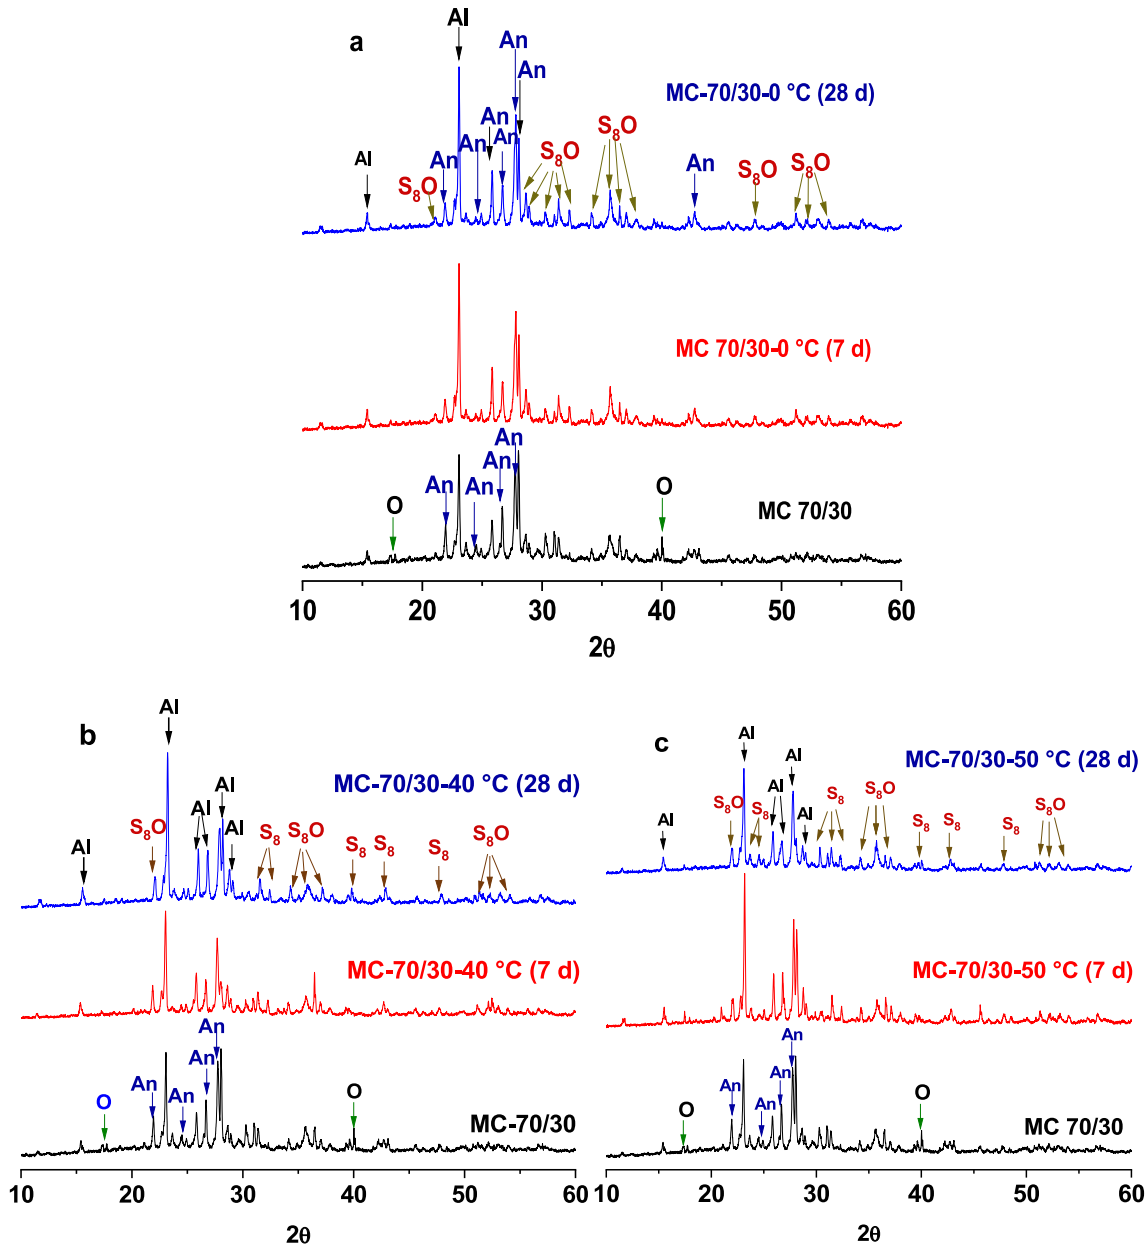 a
Al
An
An
MC-70/30-0 °C (28 d)
An
An
S8O
S8O
Al
An
An
S8O
An
S8O
S8O
MC 70/30-0 °C (7 d)
An
An
An
An
O
O
MC 70/30
10 20 30 40 50 60
2θ
b
Al
MC-70/30-40 °C (28 d)
Al
Al
Al
S8O
Al
S8
S8O
S8
S8
S8
S8O
MC-70/30-40 °C (7 d)
An
An
An
An
O
O
MC-70/30
10 20 30 40 50 60
2θ
c
Al
Al
MC-70/30-50 °C (28 d)
Al
Al
Al
S8O
S8
S8
S8O
S8
S8
S8
S8O
MC-70/30-50 °C (7 d)
An
An
An
An
O
O
MC 70/30
10 20 30 40 50 60
2θ